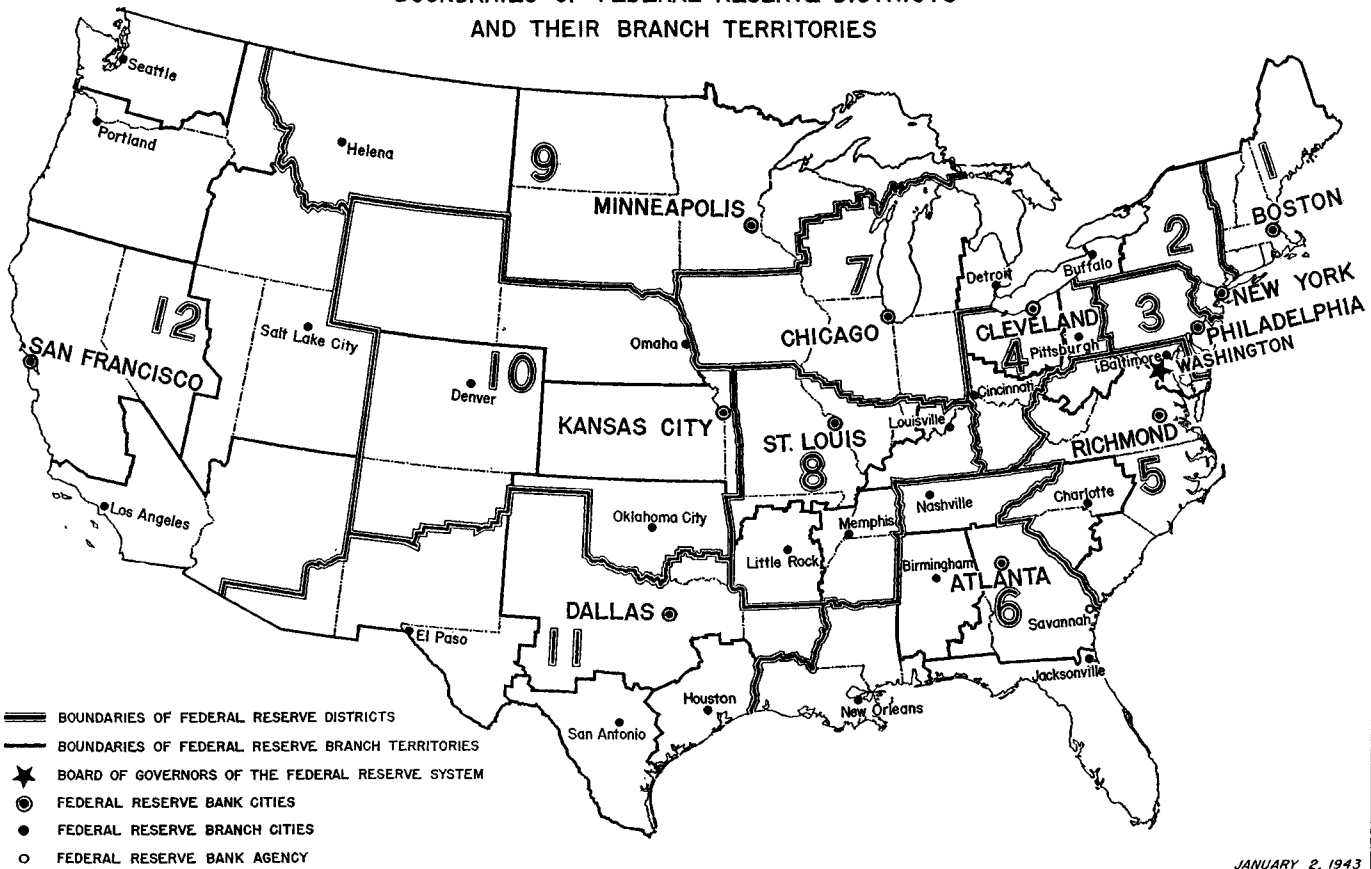 BOUNDARIES OF FEDERAL RESERVE DISTRICTS
AND THEIR BRANCH TERRITORIES
Seattle
Portland
Helena
9
MINNEAPOLIS
1
BOSTON
2
Buffalo
7
Detroit
NEW YORK
12
Salt Lake City
SAN FRANCISCO
Omaha
CHICAGO
CLEVELAND
4
Pittsburgh
3
PHILADELPHIA
Baltimore
WASHINGTON
10
Denver
Cincinnati
KANSAS CITY
ST. LOUIS
8
Louisville
RICHMOND
5
Los Angeles
Oklahoma City
Nashville
Charlotte
Memphis
Little Rock
Birmingham
ATLANTA
6
Savannah
DALLAS
11
El Paso
Jacksonville
Houston
New Orleans
San Antonio
BOUNDARIES OF FEDERAL RESERVE DISTRICTS
BOUNDARIES OF FEDERAL RESERVE BRANCH TERRITORIES
BOARD OF GOVERNORS OF THE FEDERAL RESERVE SYSTEM
FEDERAL RESERVE BANK CITIES
FEDERAL RESERVE BRANCH CITIES
FEDERAL RESERVE BANK AGENCY
JANUARY 2, 1943